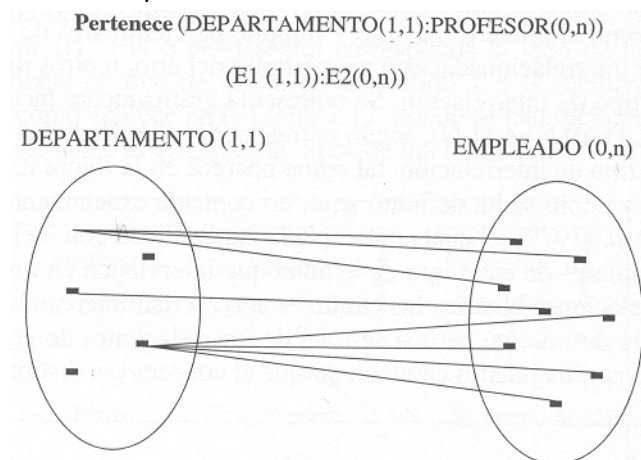 Pertenece (DEPARTAMENTO(1,1):PROFESOR(0,n))
(E1 (1,1)):E2(0,n))
DEPARTAMENTO (1,1)
EMPLEADO (0,n)